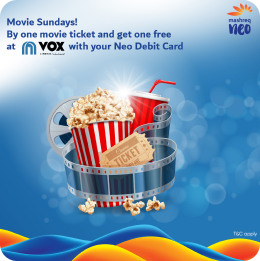 Movie Sundays!
By one movie ticket and get one free
at VOX CINEMAS with your Neo Debit Card
mashreq
neo
TICKET
T&C apply